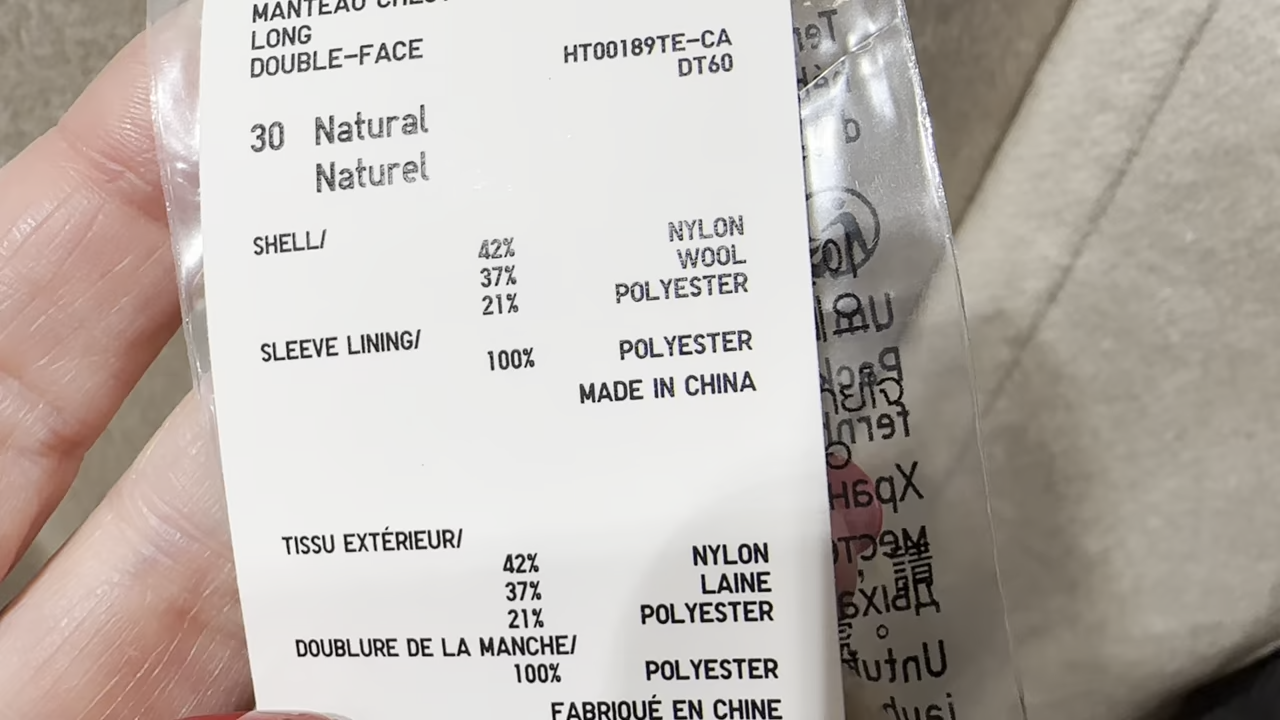 MANTEAU
LONG
DOUBLE-FACE
HT00189TE-CA
DT60
30 Natural
Naturel
SHELL/
42% NYLON
37% WOOL
21% POLYESTER
SLEEVE LINING/
100% POLYESTER
MADE IN CHINA
TISSU EXTÉRIEUR/
42% NYLON
37% LAINE
21% POLYESTER
DOUBLURE DE LA MANCHE/
100% POLYESTER
FABRIQUÉ EN CHINE